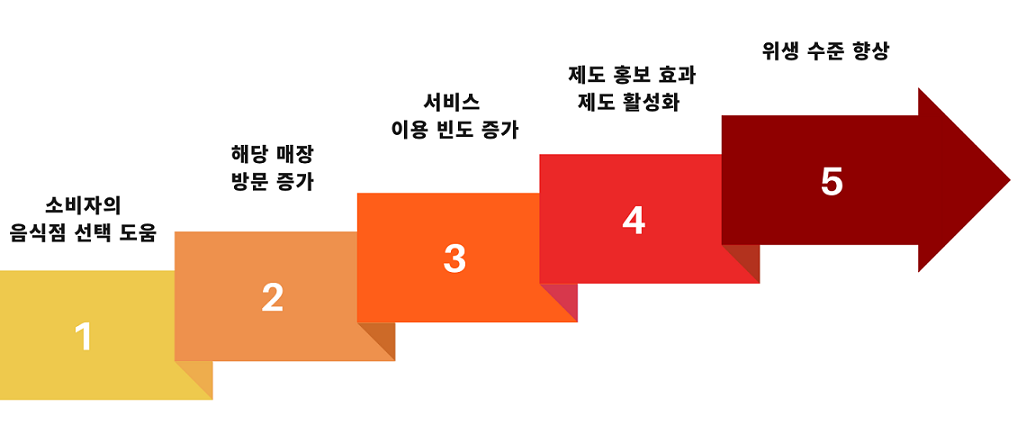 소비자의
음식점 선택 도움
1
해당 매장
방문 증가
2
서비스
이용 빈도 증가
3
제도 홍보 효과
제도 활성화
4
위생 수준 향상
5